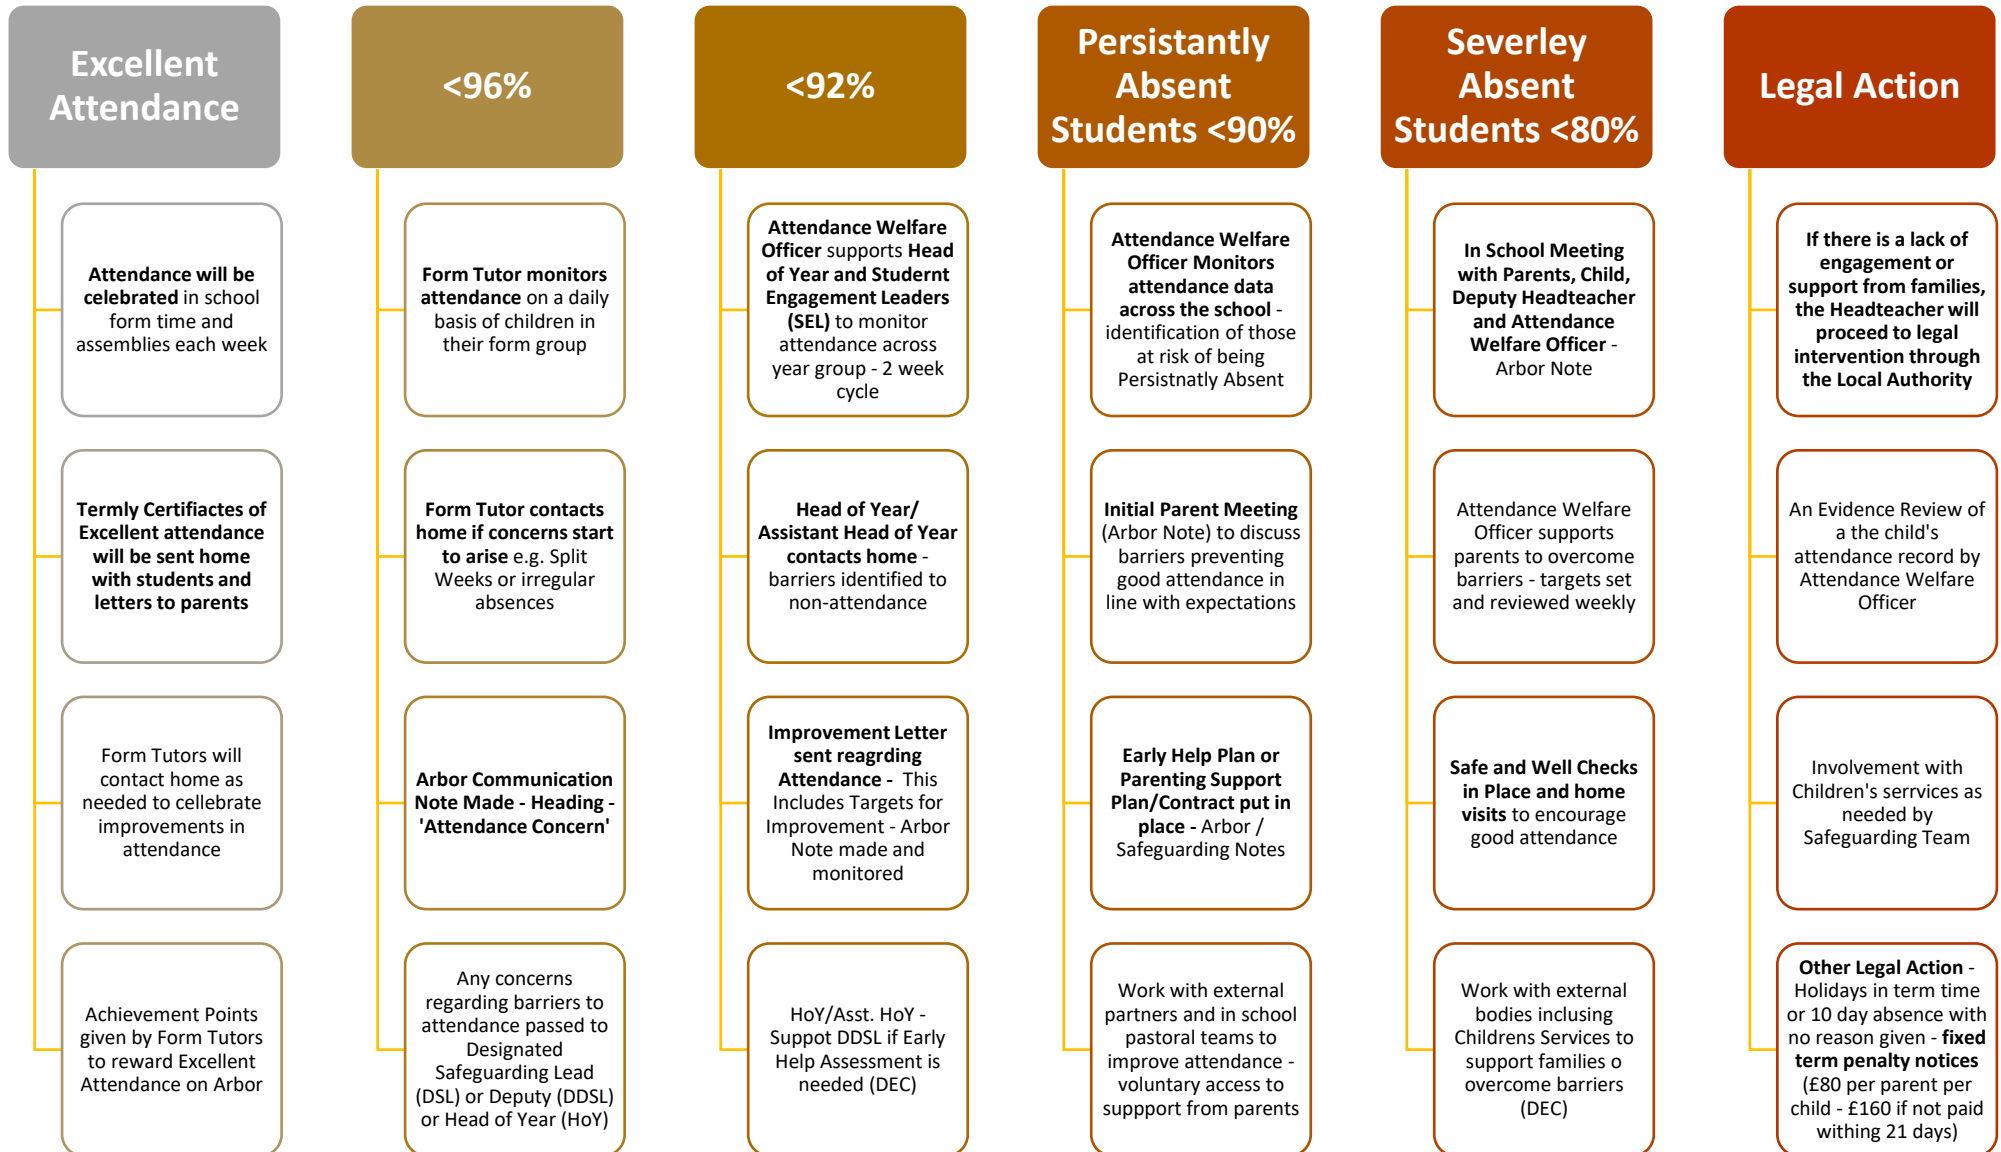 Excellent
Attendance
Attendance will be
celebrated in school
form time and
assemblies each week
Termly Certifiactes of
Excellent attendance
will be sent home
with students and
letters to parents
Form Tutors will
contact home as
needed to cellebrate
improvements in
attendance
Achievement Points
given by Form Tutors
to reward Excellent
Attendance on Arbor
<96%
Form Tutor monitors
attendance on a daily
basis of children in
their form group
Form Tutor contacts
home if concerns start
to arise e.g. Split
Weeks or irregular
absences
Arbor Communication
Note Made - Heading -
'Attendance Concern'
Any concerns
regarding barriers to
attendance passed to
Designated
Safeguarding Lead
(DSL) or Deputy (DDSL)
or Head of Year (HoY)
<92%
Attendance Welfare
Officer supports Head
of Year and Studernt
Engagement Leaders
(SEL) to monitor
attendance across
year group - 2 week
cycle
Head of Year/
Assistant Head of Year
contacts home -
barriers identified to
non-attendance
Improvement Letter
sent reagrding
Attendance - This
Includes Targets for
Improvement - Arbor
Note made and
monitored
HoY/Asst. HoY -
Suppot DDSL if Early
Help Assessment is
needed (DEC)
Persistantly
Absent
Students <90%
Attendance Welfare
Officer Monitors
attendance data
across the school -
identification of those
at risk of being
Persistnatly Absent
Initial Parent Meeting
(Arbor Note) to discuss
barriers preventing
good attendance in
line with expectations
Early Help Plan or
Parenting Support
Plan/Contract put in
place - Arbor /
Safeguarding Notes
Work with external
partners and in school
pastoral teams to
improve attendance -
voluntary access to
suppport from parents
Severley
Absent
Students <80%
In School Meeting
with Parents, Child,
Deputy Headteacher
and Attendance
Welfare Officer -
Arbor Note
Attendance Welfare
Officer supports
parents to overcome
barriers - targets set
and reviewed weekly
Safe and Well Checks
in Place and home
visits to encourage
good attendance
Work with external
bodies inclusing
Childrens Services to
support families o
overcome barriers
(DEC)
Legal Action
If there is a lack of
engagement or
support from families,
the Headteacher will
proceed to legal
intervention through
the Local Authority
An Evidence Review of
a the child's
attendance record by
Attendance Welfare
Officer
Involvement with
Children's serrvices as
needed by
Safeguarding Team
Other Legal Action -
Holidays in term time
or 10 day absence with
no reason given - fixed
term penalty notices
(£80 per parent per
child - £160 if not paid
withing 21 days)